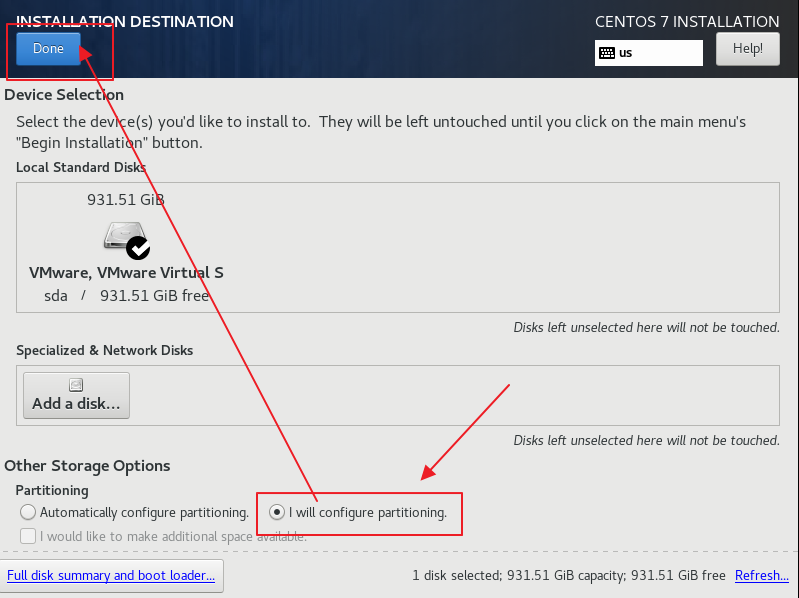 INSTALLATION DESTINATION
CENTOS 7 INSTALLATION
Done
us
Help!
Device Selection
Select the device(s) you'd like to install to.  They will be left untouched until you click on the main menu's
"Begin Installation" button.
Local Standard Disks
931.51 GiB
VMware, VMware Virtual S
sda / 931.51 GiB free
Disks left unselected here will not be touched.
Specialized & Network Disks
Add a disk...
Disks left unselected here will not be touched.
Other Storage Options
Partitioning
Automatically configure partitioning.
I will configure partitioning.
I would like to make additional space available.
Full disk summary and boot loader...
1 disk selected; 931.51 GiB capacity; 931.51 GiB free
Refresh...